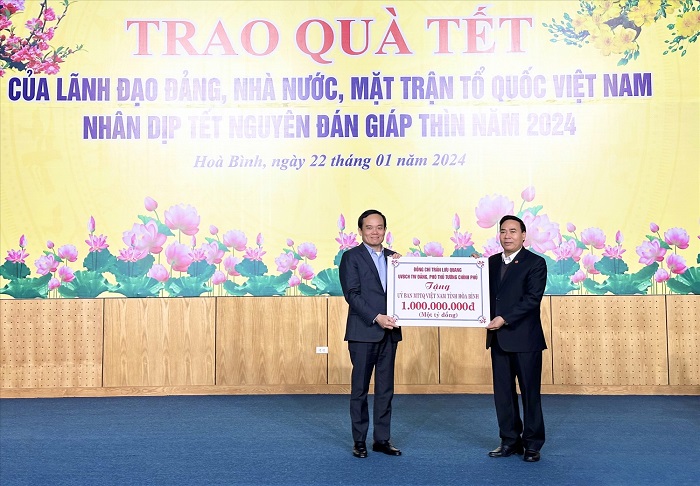 TRAO QUÀ TẾT
CỦA LÃNH ĐẠO ĐẢNG, NHÀ NƯỚC, MẶT TRẬN TỔ QUỐC VIỆT NAM
NHÂN DỊP TẾT NGUYÊN ĐÁN GIÁP THÌN NĂM 2024
Hoà Bình, ngày 22 tháng 01 năm 2024
ĐỒNG CHÍ TRẦN LƯU QUANG
UVBCH TW ĐẢNG, PHÓ THỦ TƯỚNG CHÍNH PHỦ
Tặng
UỶ BAN MTTQ VIỆT NAM TỈNH HÒA BÌNH
1.000.000.000đ
(Một tỷ đồng)